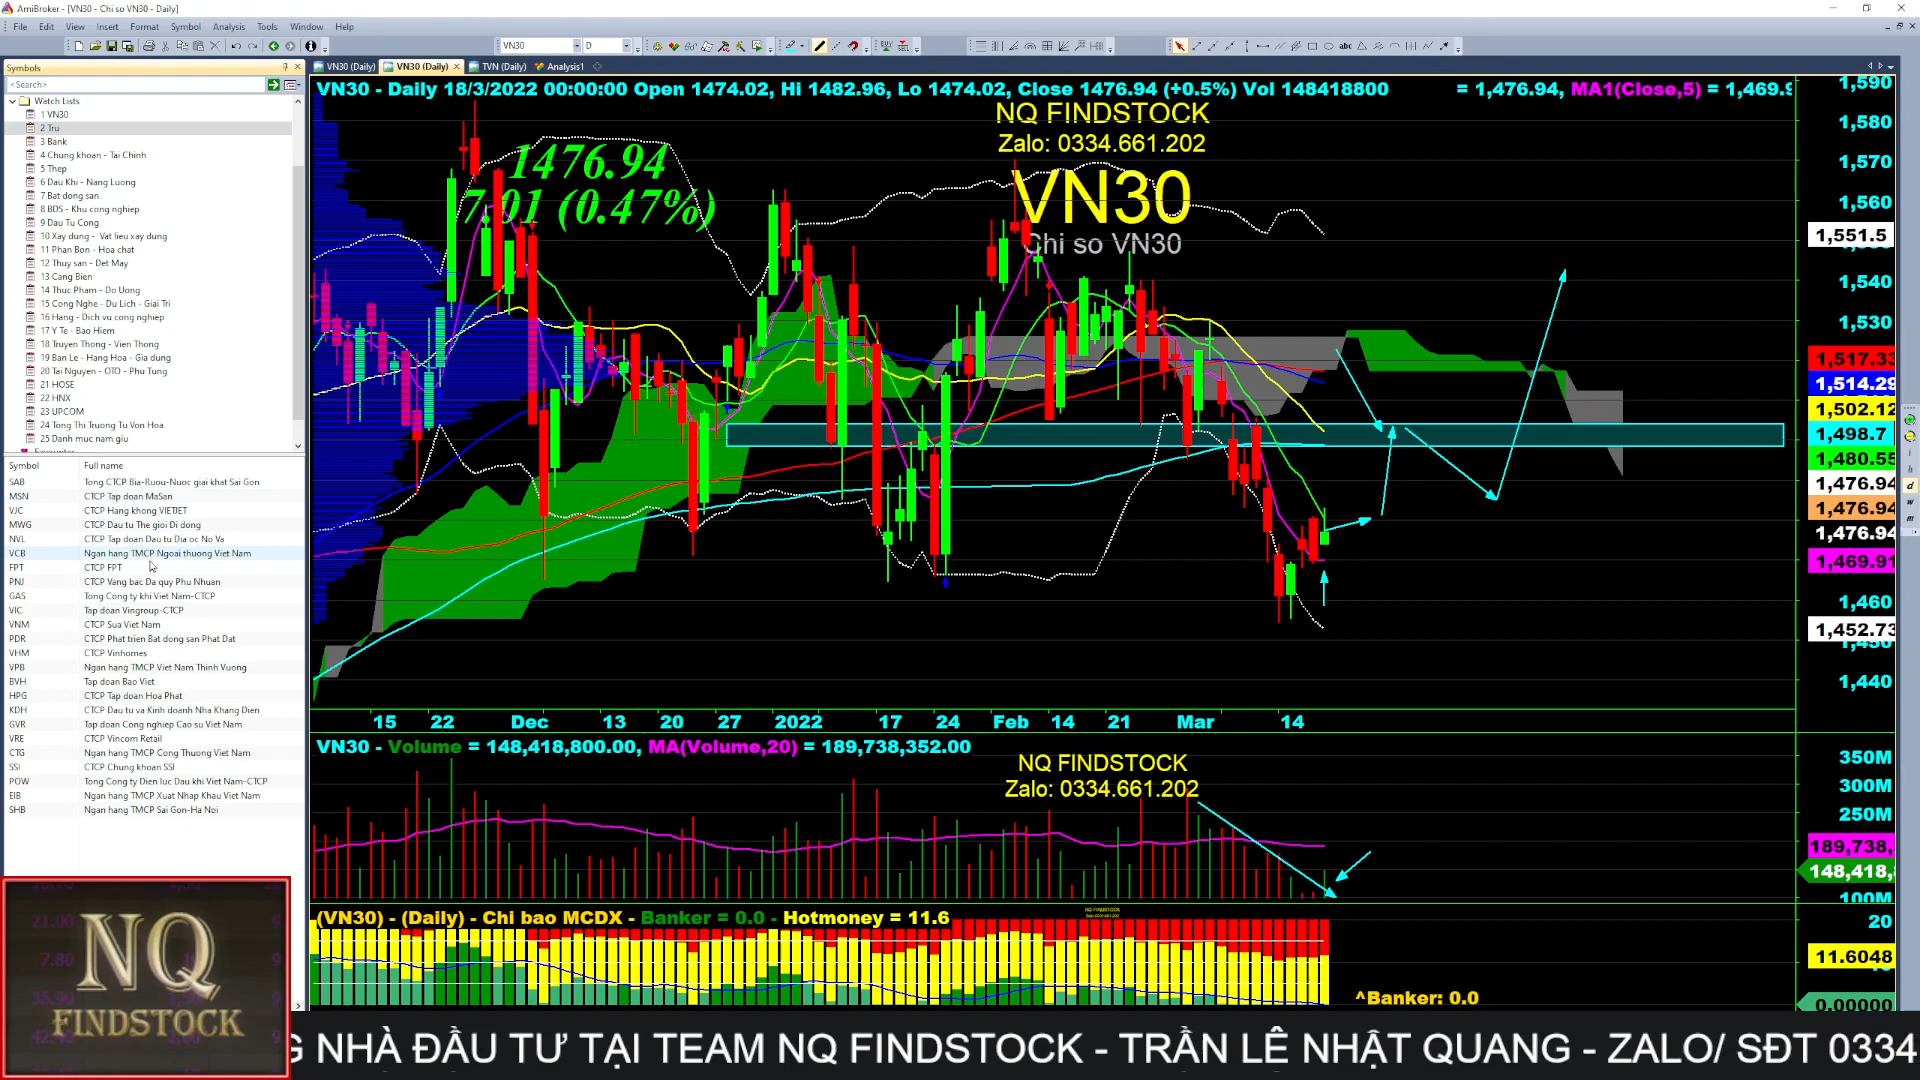 AmiBroker - [VN30 - Chi so VN30 - Daily]
File Edit View Insert Format Symbol Analysis Tools Window Help
VN30 D
Symbols
<Search>
Watch Lists
1 VN30
2 Tru
3 Bank
4 Chung khoan - Tai Chinh
5 Thep
6 Dau Khi - Nang Luong
7 Bat dong san
8 BDS - Khu cong nghiep
9 Dau Tu Cong
10 Xay dung - Vat lieu xay dung
11 Phan Bon - Hoa chat
12 Thuy san - Det May
13 Cang Bien
14 Thuc Pham - Do Uong
15 Cong Nghe - Du Lich - Giai Tri
16 Hang - Dich vu cong nghiep
17 Y Te - Bao Hiem
18 Truyen Thong - Vien Thong
19 Ban Le - Hang Hoa - Gia dung
20 Tai Nguyen - OTO - Phu Tung
21 HOSE
22 HNX
23 UPCOM
24 Tong Thi Truong Tu Von Hoa
25 Danh muc nam giu
Symbol Full name
SAB Tong CTCP Bia-Ruou-Nuoc giai khat Sai Gon
MSN CTCP Tap doan MaSan
VJC CTCP Hang khong VIETJET
MWG CTCP Dau tu The gioi Di dong
NVL CTCP Tap doan Dau tu Dia oc No Va
VCB Ngan hang TMCP Ngoai thuong Viet Nam
FPT CTCP FPT
PNJ CTCP Vang bac Da quy Phu Nhuan
GAS Tong Cong ty khi Viet Nam-CTCP
VIC Tap doan Vingroup-CTCP
VNM CTCP Sua Viet Nam
PDR CTCP Phat trien Bat dong san Phat Dat
VHM CTCP Vinhomes
VPB Ngan hang TMCP Viet Nam Thinh Vuong
BVH Tap doan Bao Viet
HPG CTCP Tap doan Hoa Phat
KDH CTCP Dau tu va Kinh doanh Nha Khang Dien
GVR Tap doan Cong nghiep Cao su Viet Nam
VRE CTCP Vincom Retail
CTG Ngan hang TMCP Cong Thuong Viet Nam
SSI CTCP Chung khoan SSI
POW Tong Cong ty Dien luc Dau khi Viet Nam-CTCP
EIB Ngan hang TMCP Xuat Nhap Khau Viet Nam
SHB Ngan hang TMCP Sai Gon-Ha Noi
VN30 (Daily) VN30 (Daily) TVN (Daily) Analysis1
VN30 - Daily 18/3/2022 00:00:00 Open 1474.02, Hi 1482.96, Lo 1474.02, Close 1476.94 (+0.5%) Vol 148418800 = 1,476.94, MA1(Close,5) = 1,469.9
NQ FINDSTOCK
Zalo: 0334.661.202
1476.94
7.01 (0.47%)
VN30
Chi so VN30
1,590
1,580
1,570
1,560
1,551.5
1,540
1,530
1,517.33
1,514.29
1,502.12
1,498.7
1,480.55
1,476.94
1,476.94
1,476.94
1,469.91
1,460
1,452.73
1,440
15 22 Dec 13 20 27 2022 17 24 Feb 14 21 Mar 14
VN30 - Volume = 148,418,800.00, MA(Volume,20) = 189,738,352.00
NQ FINDSTOCK
Zalo: 0334.661.202
350M
300M
250M
189,738,
148,418,
100M
(VN30) - (Daily) - Chi bao MCDX - Banker = 0.0 - Hotmoney = 11.6
20
11.6048
0.00000
^Banker: 0.0
NQ
FINDSTOCK
G NHÀ ĐẦU TƯ TẠI TEAM NQ FINDSTOCK - TRẦN LÊ NHẬT QUANG - ZALO/ SĐT 0334